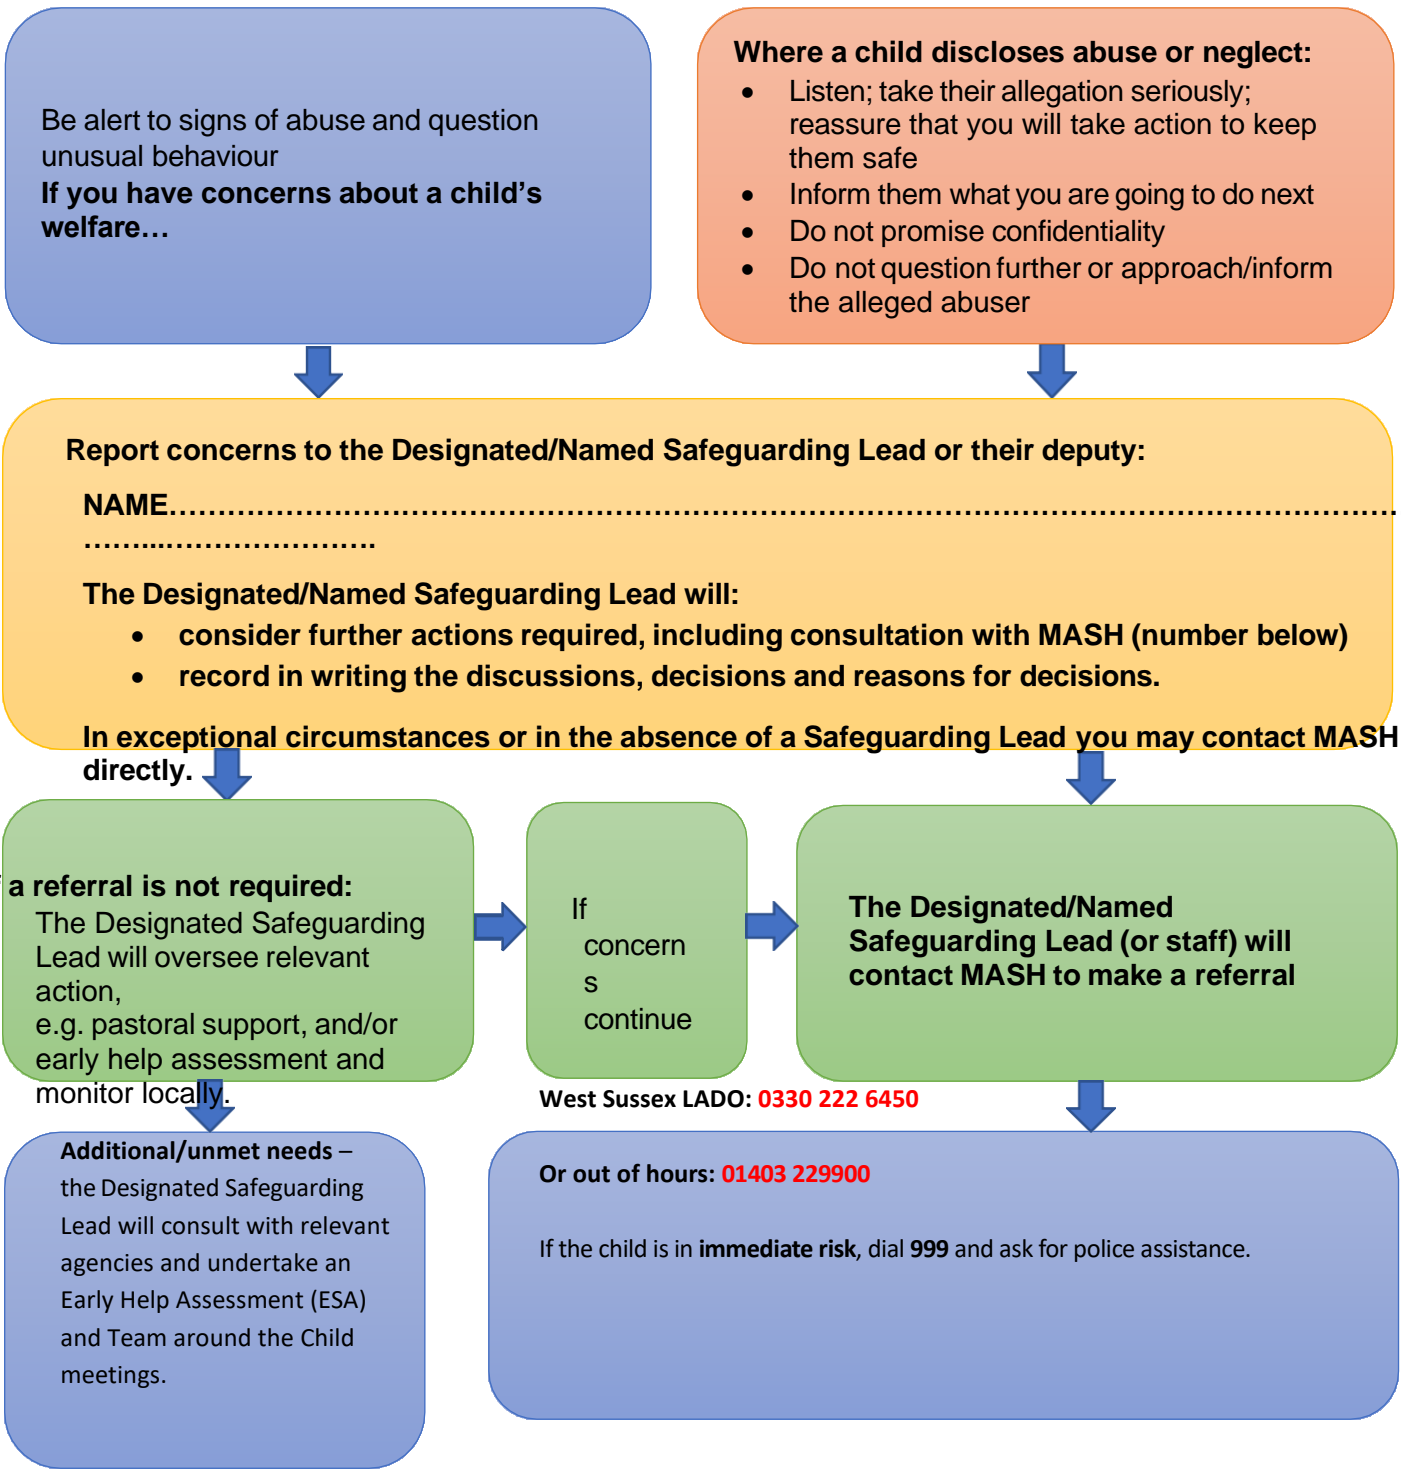 Be alert to signs of abuse and question
unusual behaviour
If you have concerns about a child’s
welfare…
Where a child discloses abuse or neglect:
• Listen; take their allegation seriously;
reassure that you will take action to keep
them safe
• Inform them what you are going to do next
• Do not promise confidentiality
• Do not question further or approach/inform
the alleged abuser
Report concerns to the Designated/Named Safeguarding Lead or their deputy:
NAME……………………………………………………………………………………………………………….
……...………………….
The Designated/Named Safeguarding Lead will:
• consider further actions required, including consultation with MASH (number below)
• record in writing the discussions, decisions and reasons for decisions.
In exceptional circumstances or in the absence of a Safeguarding Lead you may contact MASH
directly.
a referral is not required:
The Designated Safeguarding
Lead will oversee relevant
action,
e.g. pastoral support, and/or
early help assessment and
monitor locally.
If
concern
s
continue
The Designated/Named
Safeguarding Lead (or staff) will
contact MASH to make a referral
Additional/unmet needs –
the Designated Safeguarding
Lead will consult with relevant
agencies and undertake an
Early Help Assessment (ESA)
and Team around the Child
meetings.
West Sussex LADO: 0330 222 6450
Or out of hours: 01403 229900
If the child is in immediate risk, dial 999 and ask for police assistance.